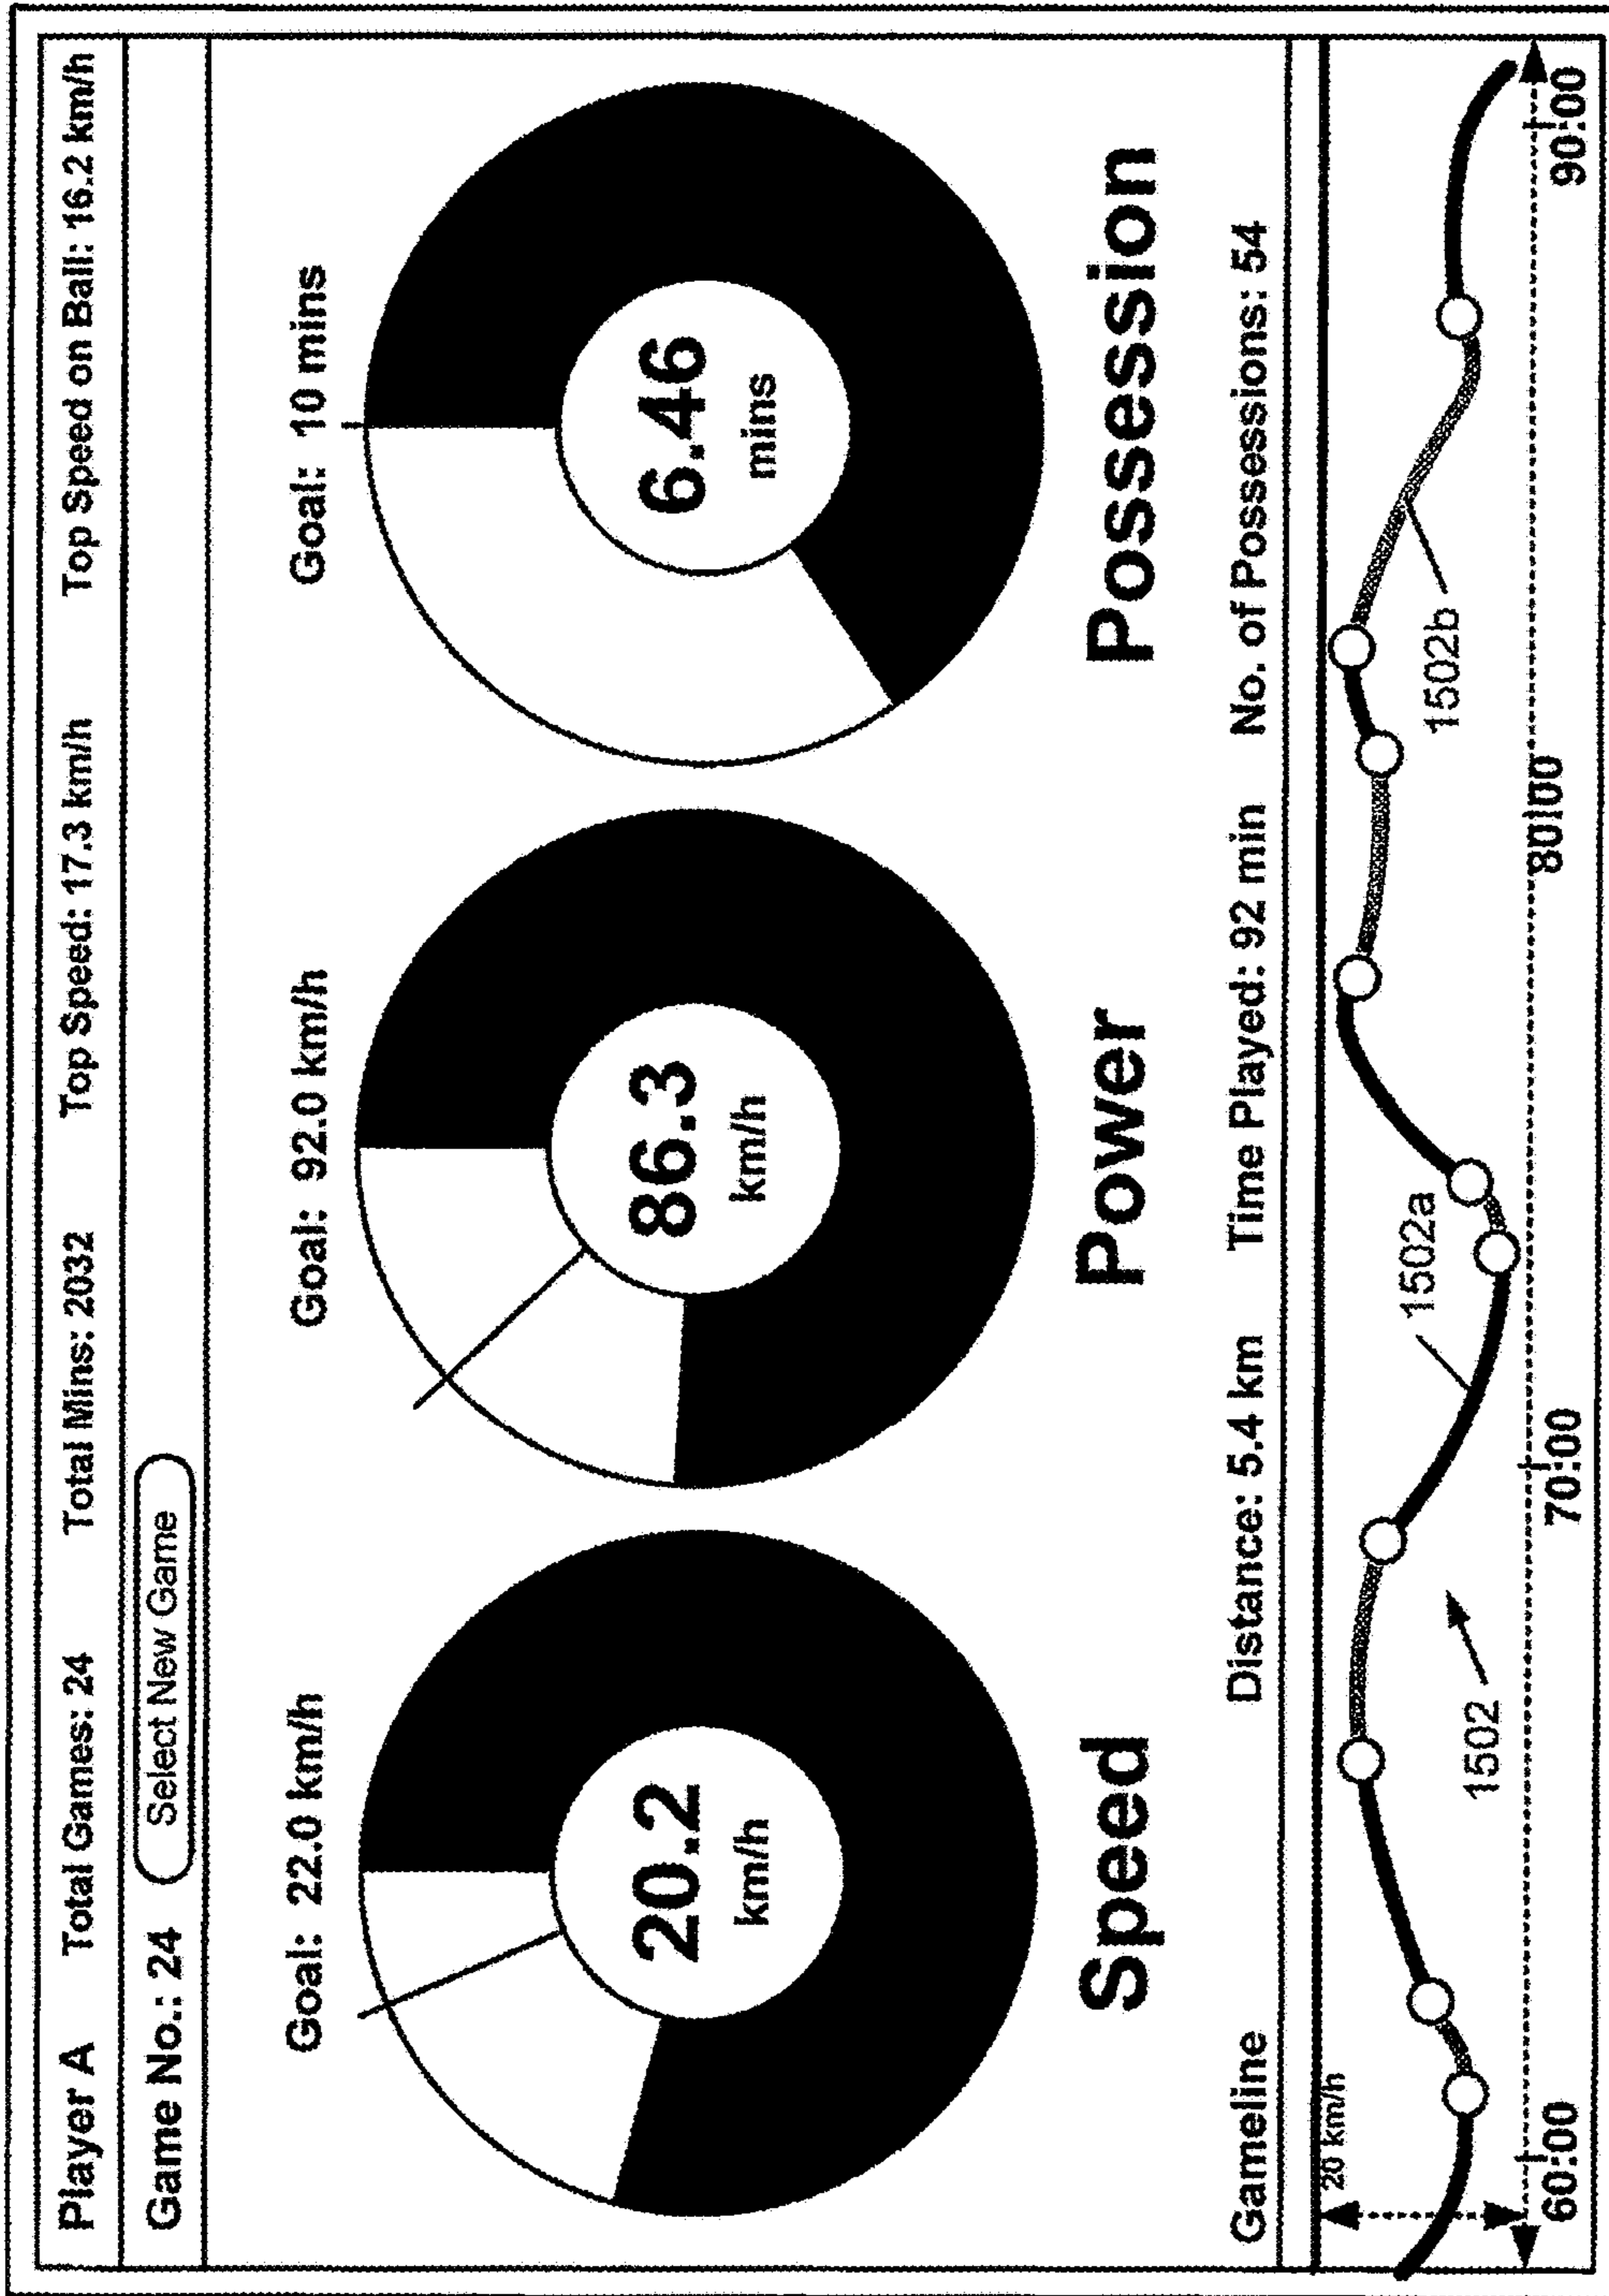 Player A Total Games: 24 Total Mins: 2032 Top Speed: 17.3 km/h Top Speed on Ball: 16.2 km/h
Game No.: 24 Select New Game
Goal: 22.0 km/h Goal: 92.0 km/h Goal: 10 mins
20.2 86.3 6.46
km/h km/h mins
Speed Power Possession
Gameline Distance: 5.4 km Time Played: 92 min No. of Possessions: 54
20 km/h
1502 1502a 1502b
60:00 70:00 80:00 90:00